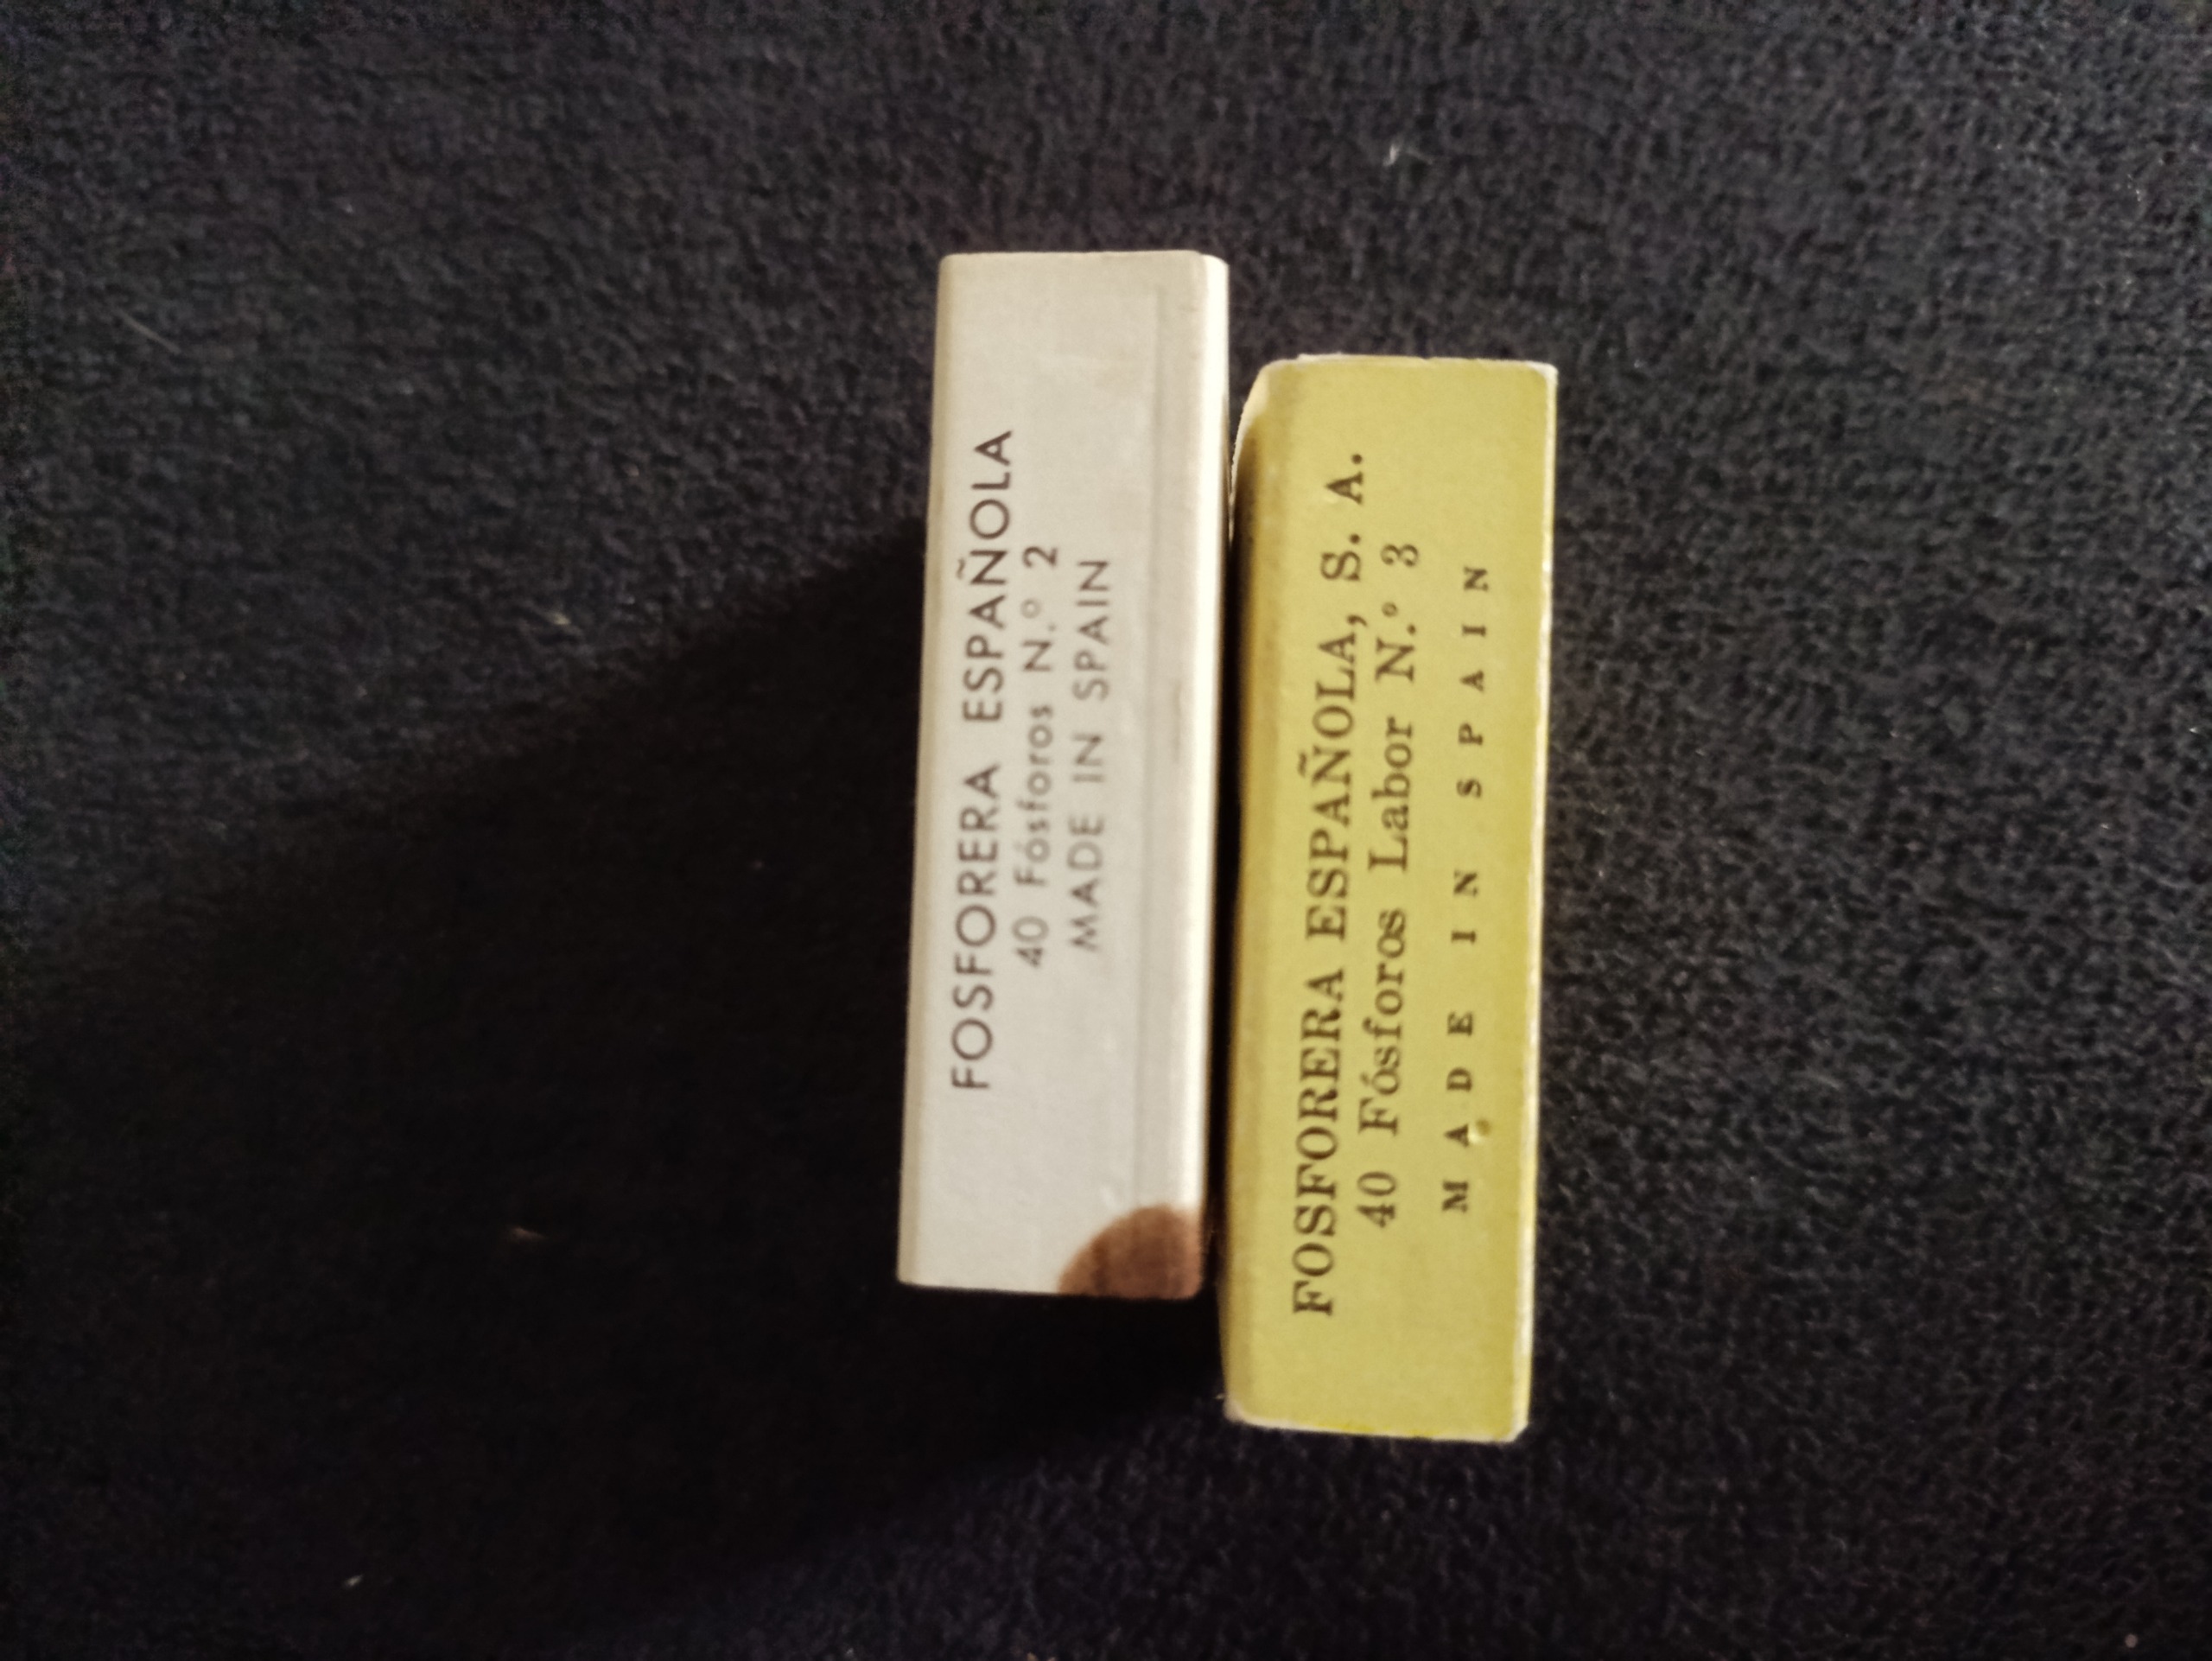 FOSFORERA ESPAÑOLA
40 Fósforos N.º 2
MADE IN SPAIN
FOSFORERA ESPAÑOLA, S. A.
40 Fósforos Labor N.º 3
MADE IN SPAIN